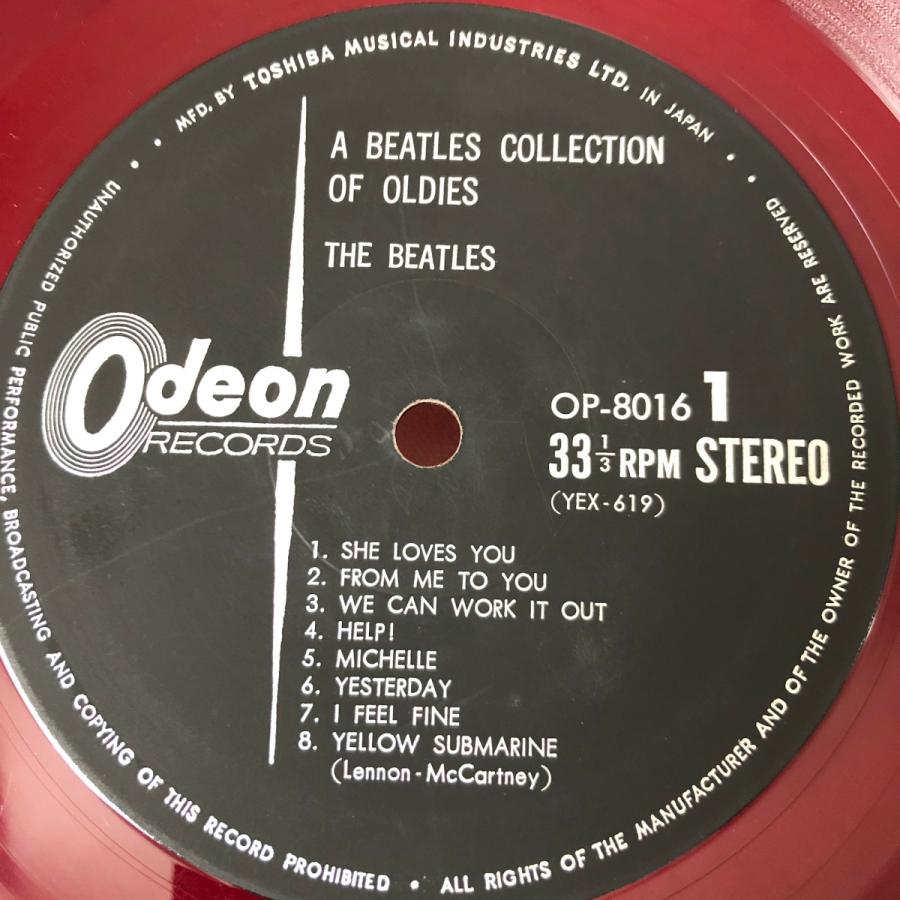 MFD. BY TOSHIBA MUSICAL INDUSTRIES LTD. IN JAPAN
A BEATLES COLLECTION
OF OLDIES
THE BEATLES
Odeon
RECORDS
OP-8016 1
33 1/3 RPM STEREO
(YEX-619)
1. SHE LOVES YOU
2. FROM ME TO YOU
3. WE CAN WORK IT OUT
4. HELP!
5. MICHELLE
6. YESTERDAY
7. I FEEL FINE
8. YELLOW SUBMARINE
(Lennon-McCartney)
UNAUTHORIZED PUBLIC PERFORMANCE, BROADCASTING AND COPYING OF THIS RECORD PROHIBITED • ALL RIGHTS OF THE MANUFACTURER AND OF THE OWNER OF THE RECORDED WORK ARE RESERVED